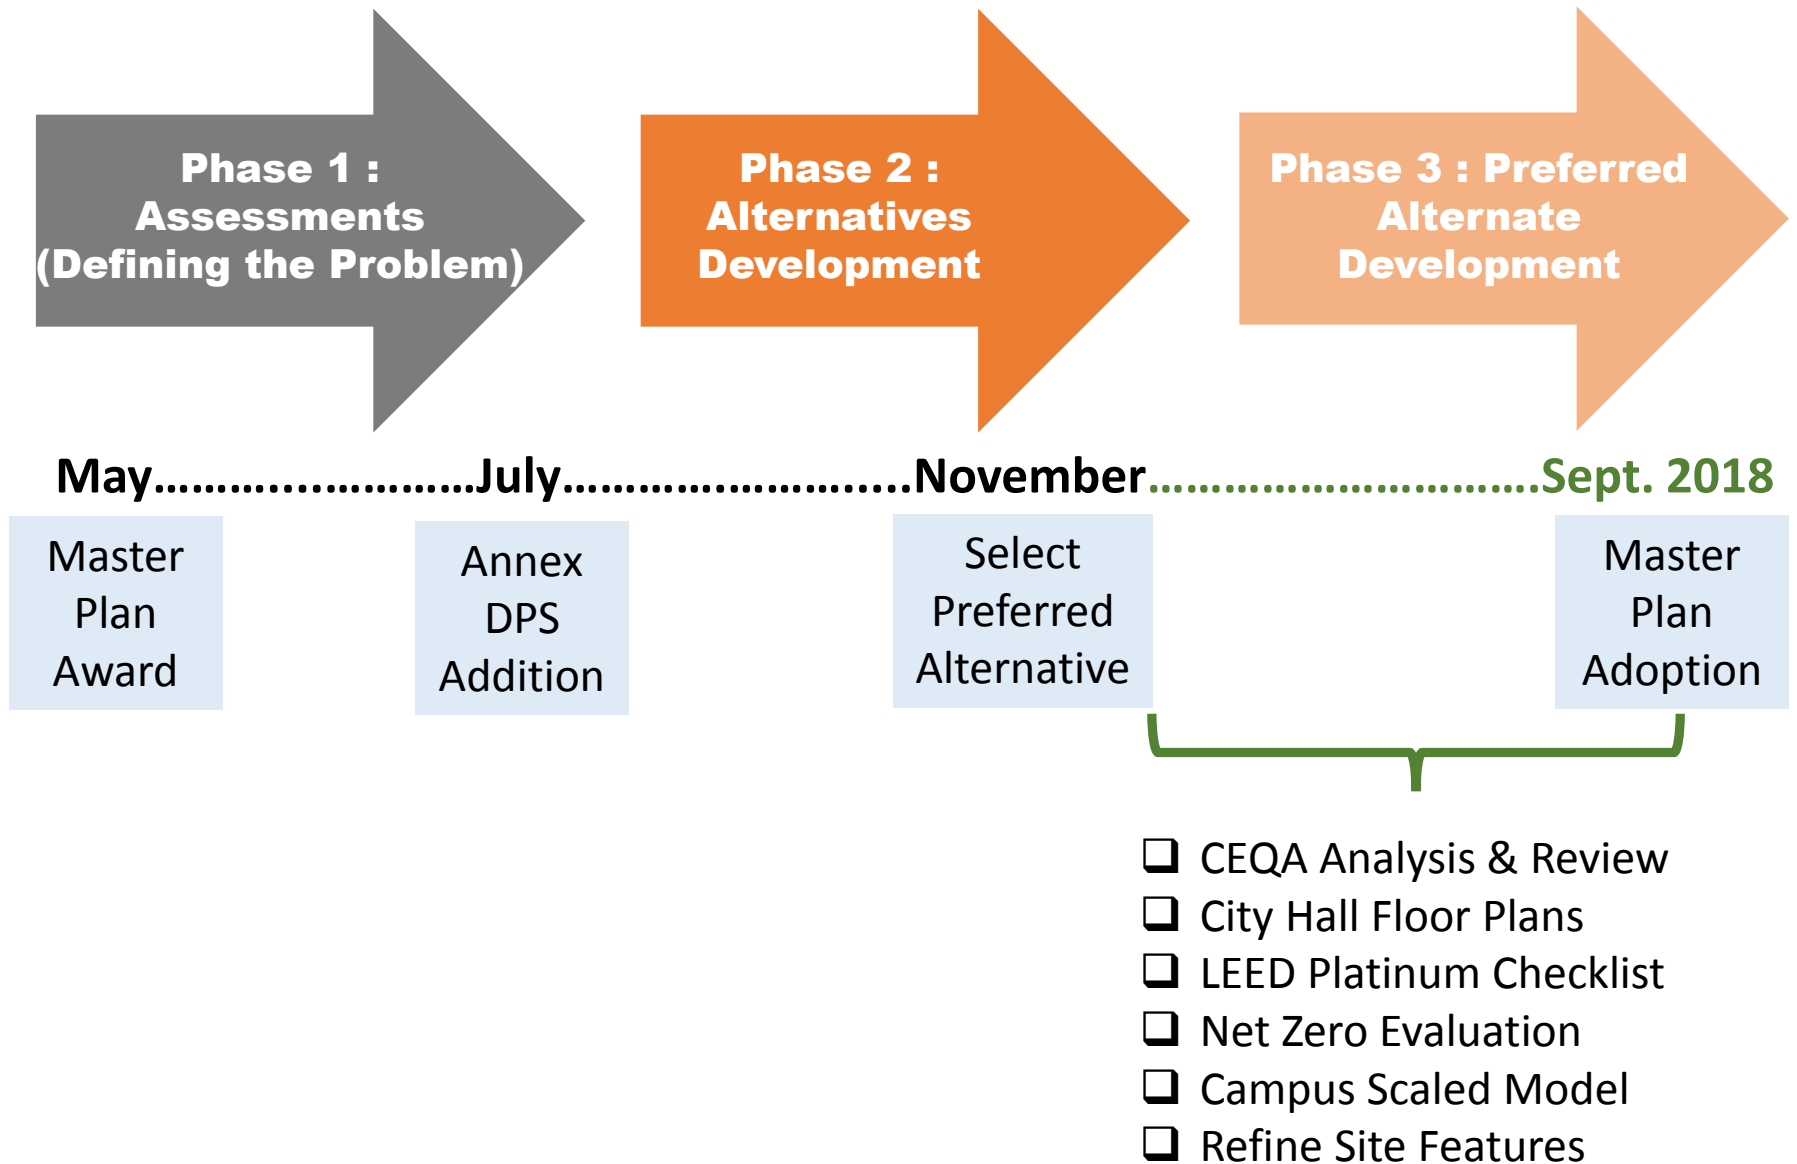 Phase 1 :
Assessments
(Defining the Problem)
Phase 2 :
Alternatives
Development
Phase 3 : Preferred
Alternate
Development
May………....…………July………….……….....November………………………….Sept. 2018
Master
Plan
Award
Annex
DPS
Addition
Select
Preferred
Alternative
Master
Plan
Adoption
❑ CEQA Analysis & Review
❑ City Hall Floor Plans
❑ LEED Platinum Checklist
❑ Net Zero Evaluation
❑ Campus Scaled Model
❑ Refine Site Features